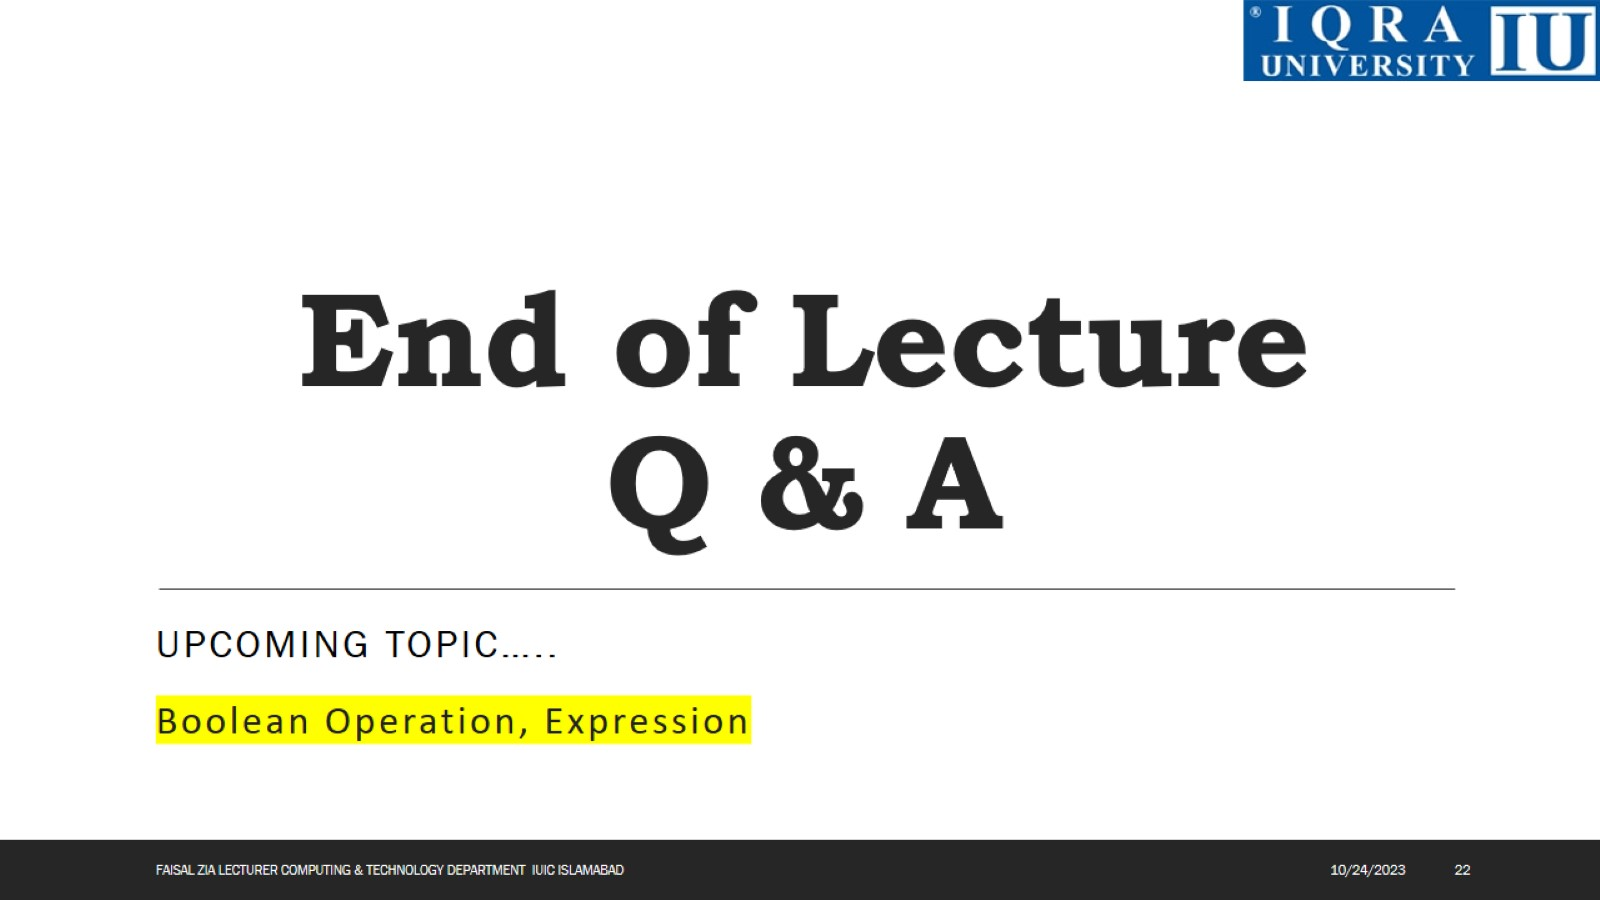 ® IQRA
UNIVERSITY IU
End of Lecture
Q & A
UPCOMING TOPIC…..
Boolean Operation, Expression
FAISAL ZIA LECTURER COMPUTING & TECHNOLOGY DEPARTMENT IUIC ISLAMABAD 10/24/2023 22